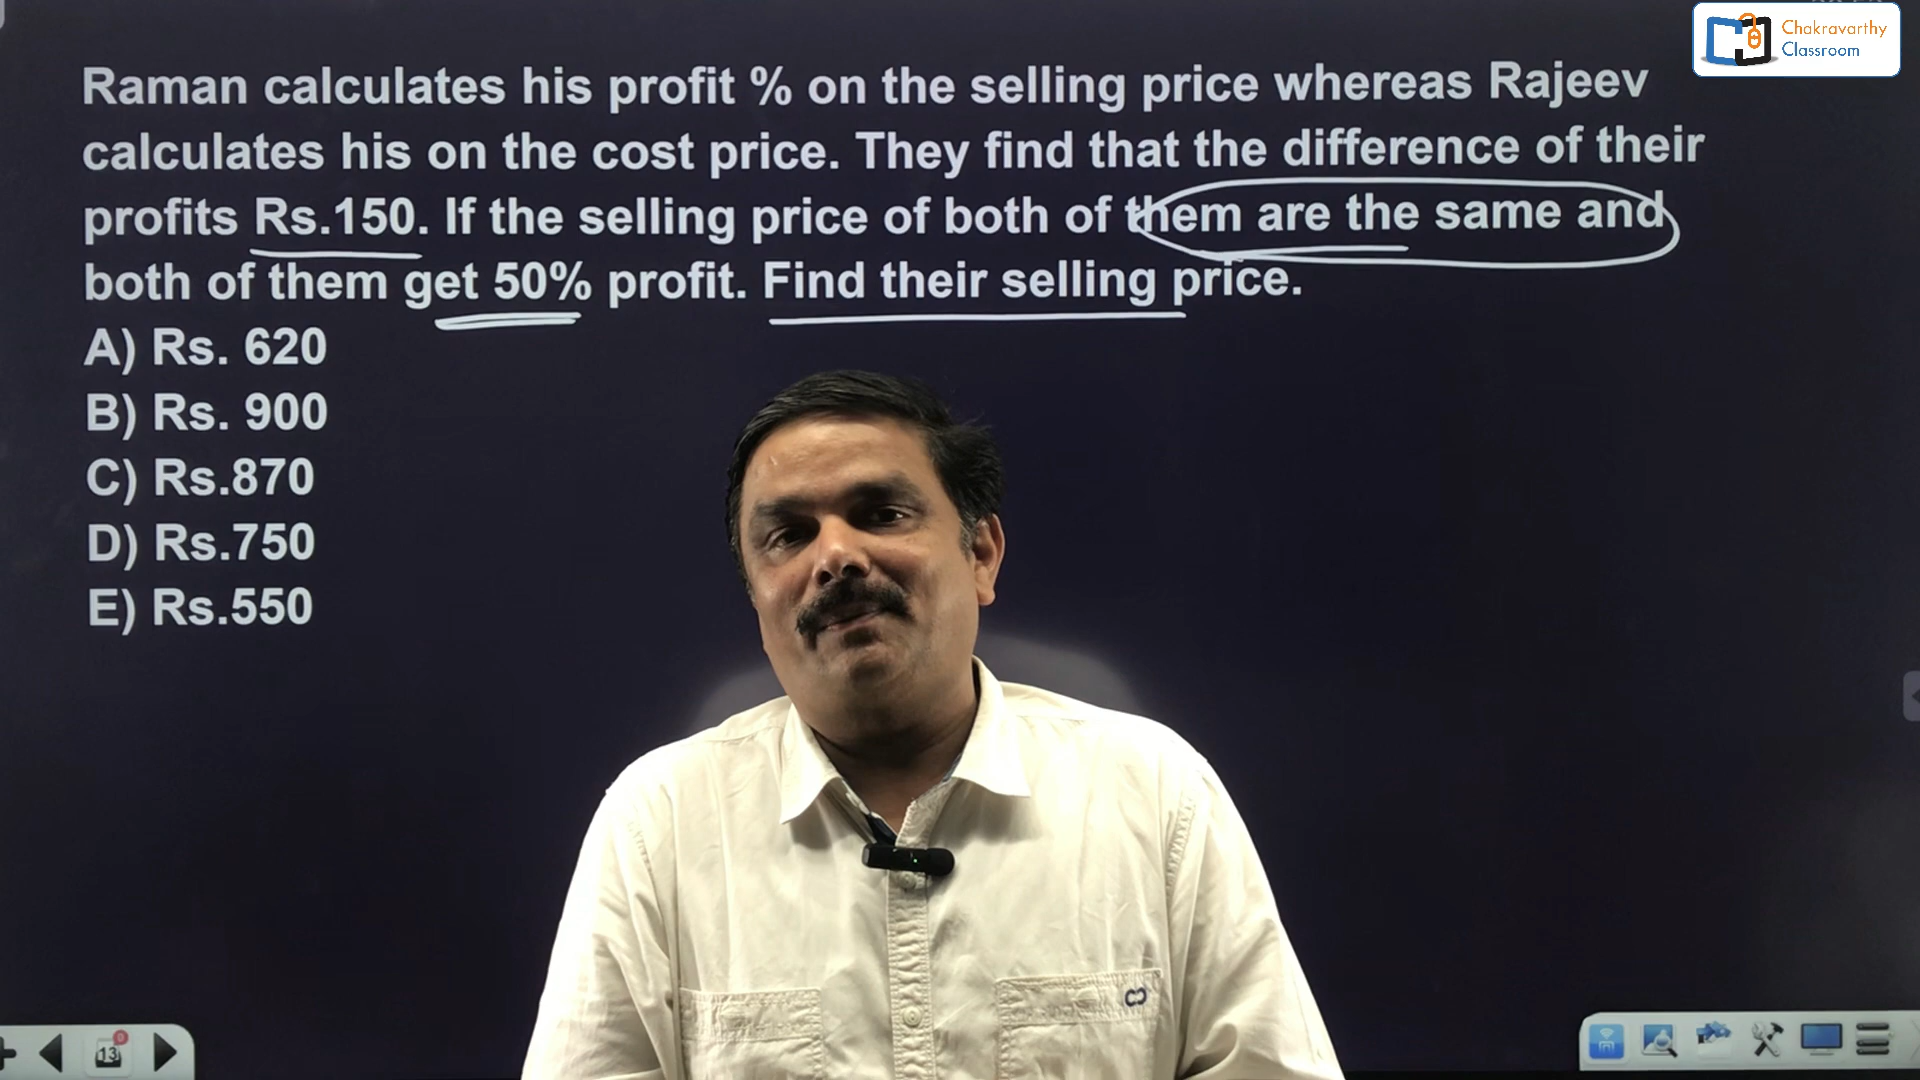 Chakravarthy
Classroom
Raman calculates his profit % on the selling price whereas Rajeev
calculates his on the cost price. They find that the difference of their
profits Rs.150. If the selling price of both of them are the same and
both of them get 50% profit. Find their selling price.
A) Rs. 620
B) Rs. 900
C) Rs.870
D) Rs.750
E) Rs.550
13
0